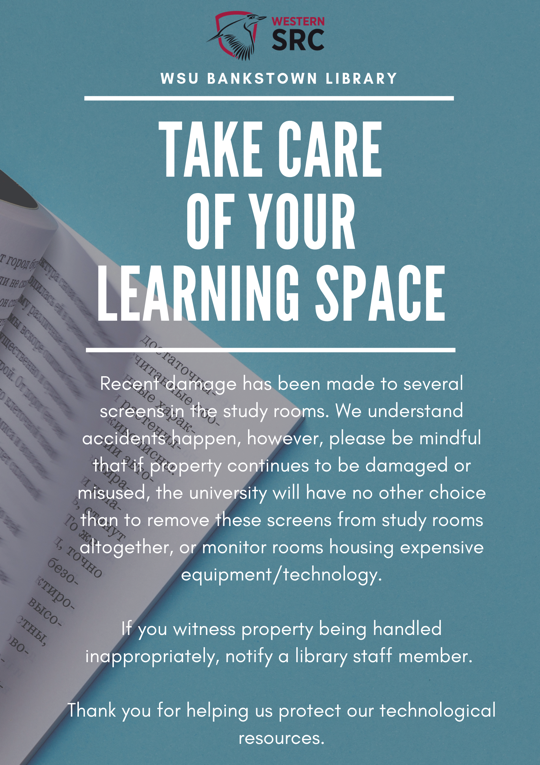 WESTERN
SRC
WSU BANKSTOWN LIBRARY
TAKE CARE
OF YOUR
LEARNING SPACE
Recent damage has been made to several
screens in the study rooms. We understand
accidents happen, however, please be mindful
that if property continues to be damaged or
misused, the university will have no other choice
than to remove these screens from study rooms
altogether, or monitor rooms housing expensive
equipment/technology.
If you witness property being handled
inappropriately, notify a library staff member.
Thank you for helping us protect our technological
resources.
точно
безо-
высо-